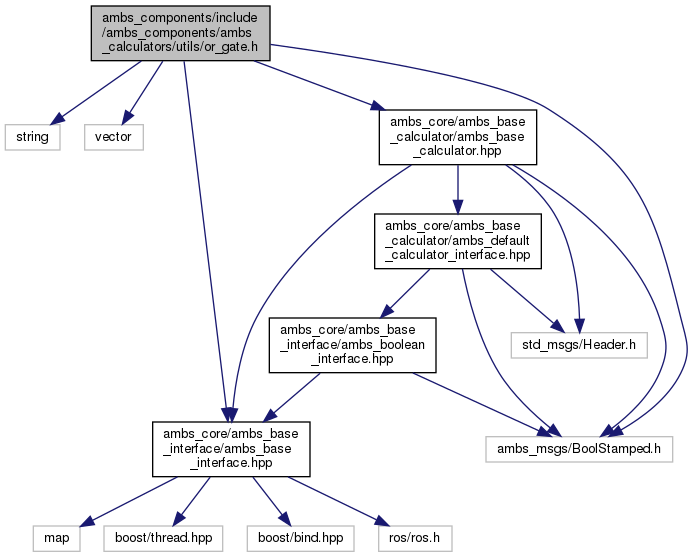 ambs_components/include
/ambs_components/ambs
_calculators/utils/or_gate.h
string
vector
ambs_core/ambs_base
_calculator/ambs_base
_calculator.hpp
ambs_core/ambs_base
_calculator/ambs_default
_calculator_interface.hpp
ambs_core/ambs_base
_interface/ambs_boolean
_interface.hpp
std_msgs/Header.h
ambs_core/ambs_base
_interface/ambs_base
_interface.hpp
ambs_msgs/BoolStamped.h
map
boost/thread.hpp
boost/bind.hpp
ros/ros.h